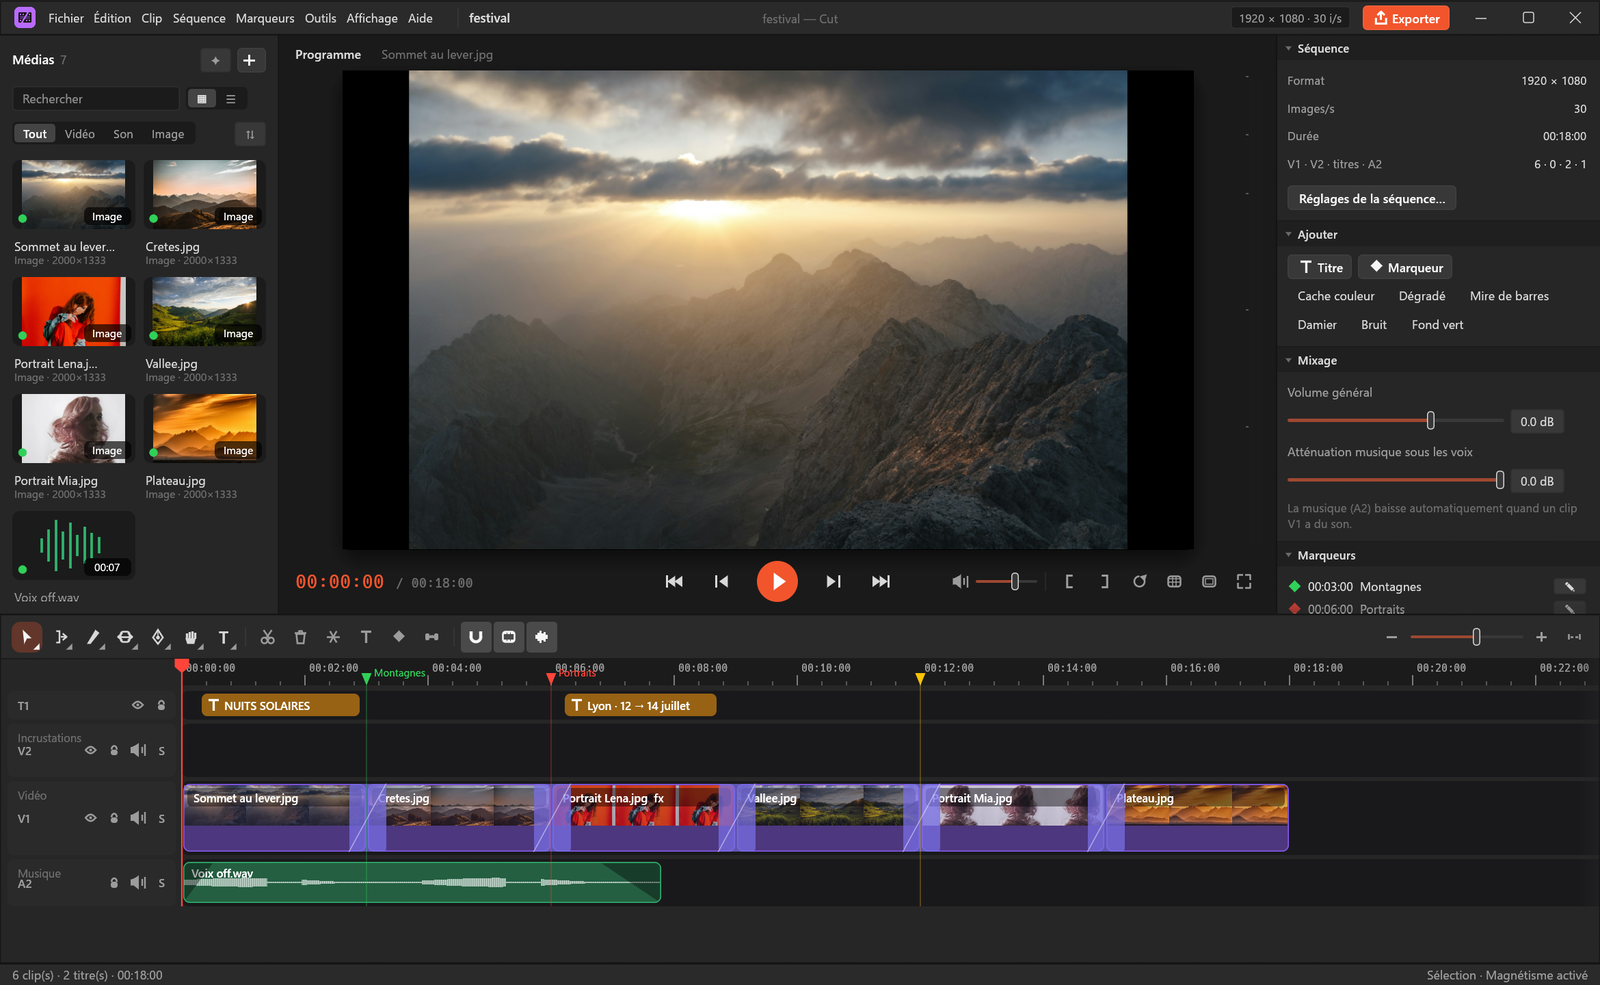 Fichier Édition Clip Séquence Marqueurs Outils Affichage Aide festival
festival — Cut
1920 × 1080 · 30 i/s
Exporter
Médias 7
Rechercher
Tout Vidéo Son Image
Image
Sommet au lever...
Image · 2000×1333
Image
Cretes.jpg
Image · 2000×1333
Image
Portrait Lena.j...
Image · 2000×1333
Image
Vallee.jpg
Image · 2000×1333
Image
Portrait Mia.jpg
Image · 2000×1333
Image
Plateau.jpg
Image · 2000×1333
00:07
Voix off.wav
Programme Sommet au lever.jpg
00:00:00 / 00:18:00
Séquence
Format 1920 × 1080
Images/s 30
Durée 00:18:00
V1 · V2 · titres · A2 6 · 0 · 2 · 1
Réglages de la séquence...
Ajouter
T Titre Marqueur
Cache couleur Dégradé Mire de barres
Damier Bruit Fond vert
Mixage
Volume général
0.0 dB
Atténuation musique sous les voix
0.0 dB
La musique (A2) baisse automatiquement quand un clip
V1 a du son.
Marqueurs
00:03:00 Montagnes
00:06:00 Portraits
00:00:00 00:02:00 00:04:00 00:06:00 00:08:00 00:10:00 00:12:00 00:14:00 00:16:00 00:18:00 00:20:00 00:22:00
Montagnes Portraits
T1
T NUITS SOLAIRES
T Lyon · 12 → 14 juillet
Incrustations
V2 S
Vidéo
V1 S
Sommet au lever.jpg Cretes.jpg Portrait Lena.jpg fx Vallee.jpg Portrait Mia.jpg Plateau.jpg
Musique
A2 S
Voix off.wav
6 clip(s) · 2 titre(s) · 00:18:00
Sélection · Magnétisme activé